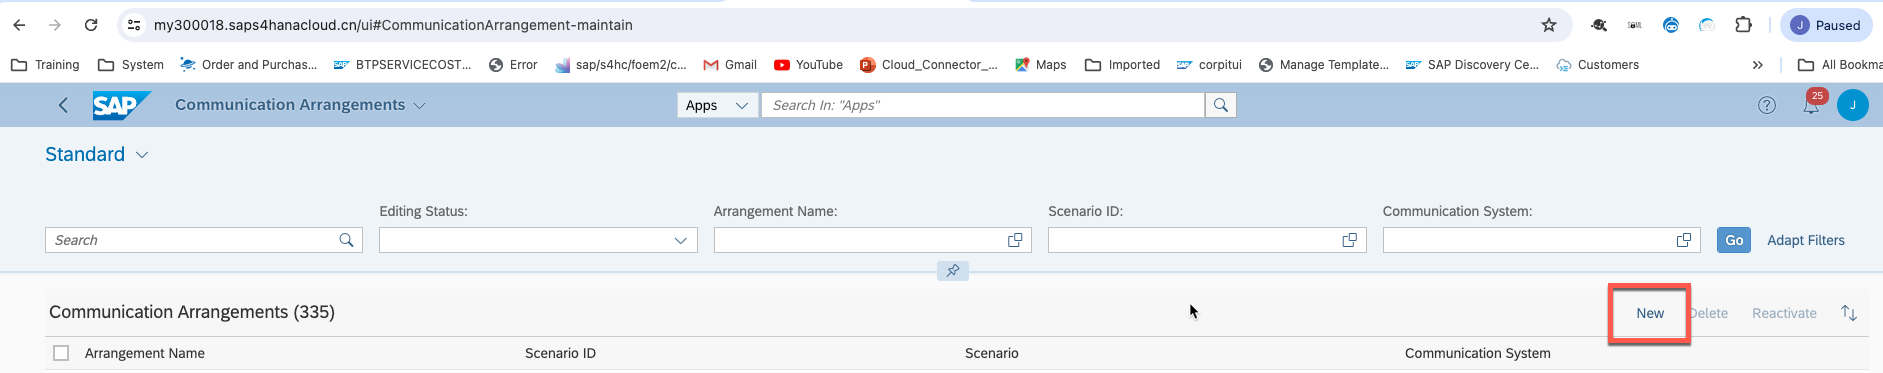 my300018.saps4hanacloud.cn/ui#CommunicationArrangement-maintain J Paused
Training System Order and Purchas... SAP BTPSERVICECOST... Error sap/s4hc/foem2/c... Gmail YouTube Cloud_Connector_... Maps Imported SAP corpitui Manage Template... SAP SAP Discovery Ce... Customers » All Bookma
SAP Communication Arrangements Apps Search In: "Apps" 25 J
Standard
Editing Status: Arrangement Name: Scenario ID: Communication System:
Search Go Adapt Filters
Communication Arrangements (335) New Delete Reactivate
Arrangement Name Scenario ID Scenario Communication System